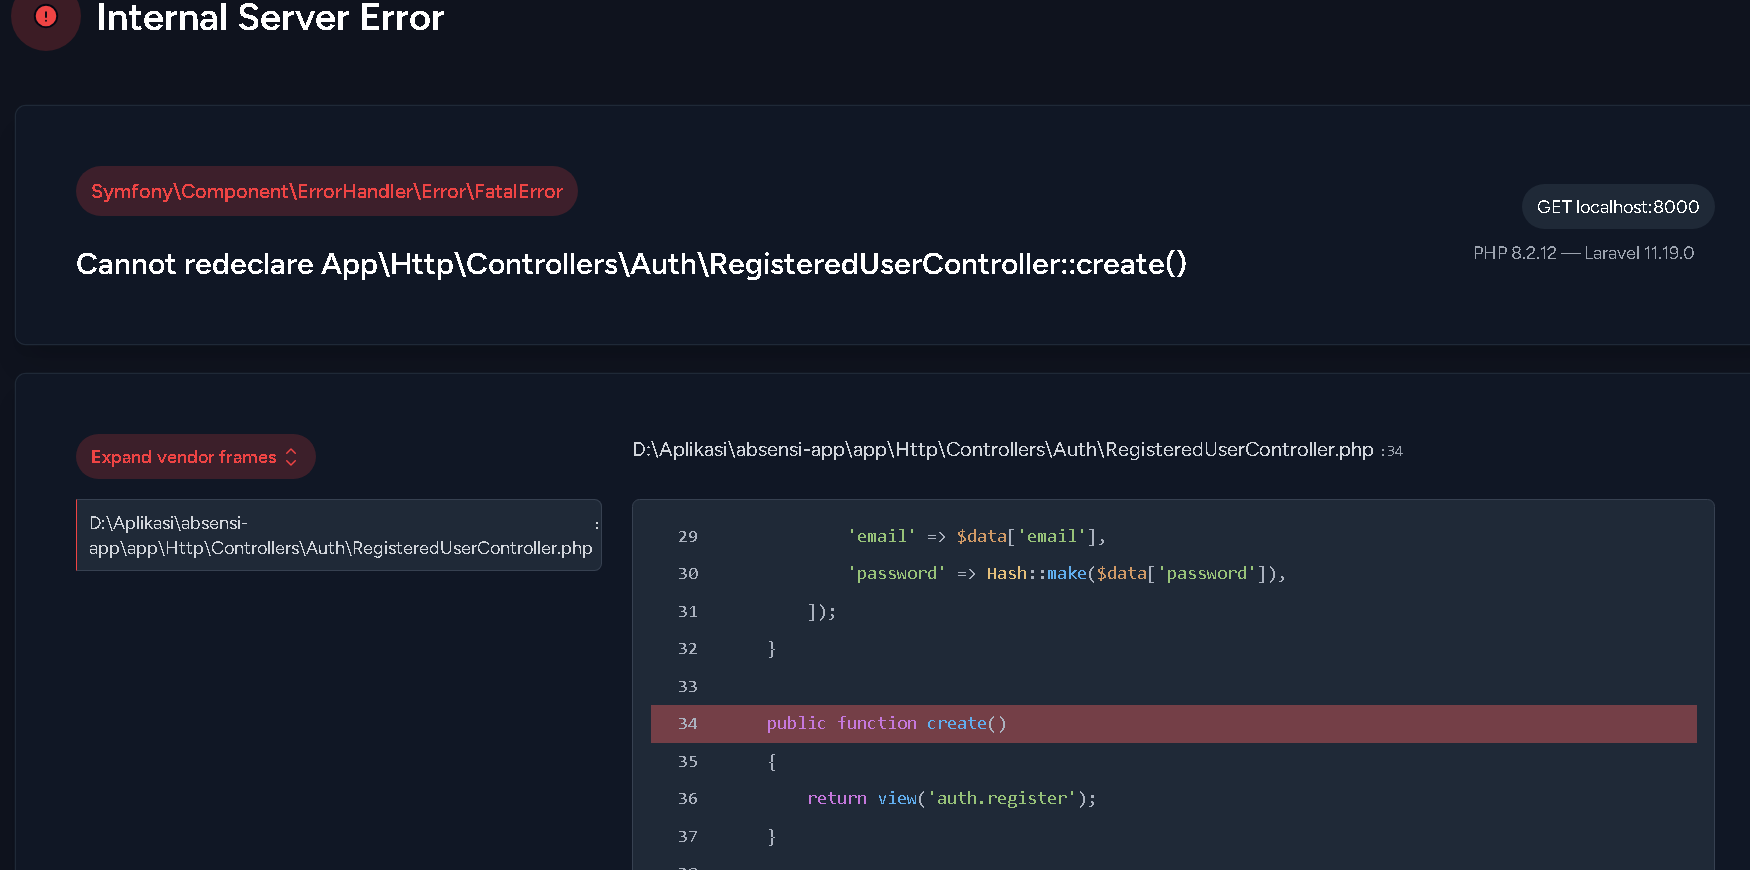 Internal Server Error
Symfony\Component\ErrorHandler\Error\FatalError
GET localhost:8000
Cannot redeclare App\Http\Controllers\Auth\RegisteredUserController::create()
PHP 8.2.12 — Laravel 11.19.0
Expand vendor frames
D:\Aplikasi\absensi-
app\app\Http\Controllers\Auth\RegisteredUserController.php
:
D:\Aplikasi\absensi-app\app\Http\Controllers\Auth\RegisteredUserController.php :34
29 'email' => $data['email'],
30 'password' => Hash::make($data['password']),
31 ]);
32 }
33
34 public function create()
35 {
36 return view('auth.register');
37 }